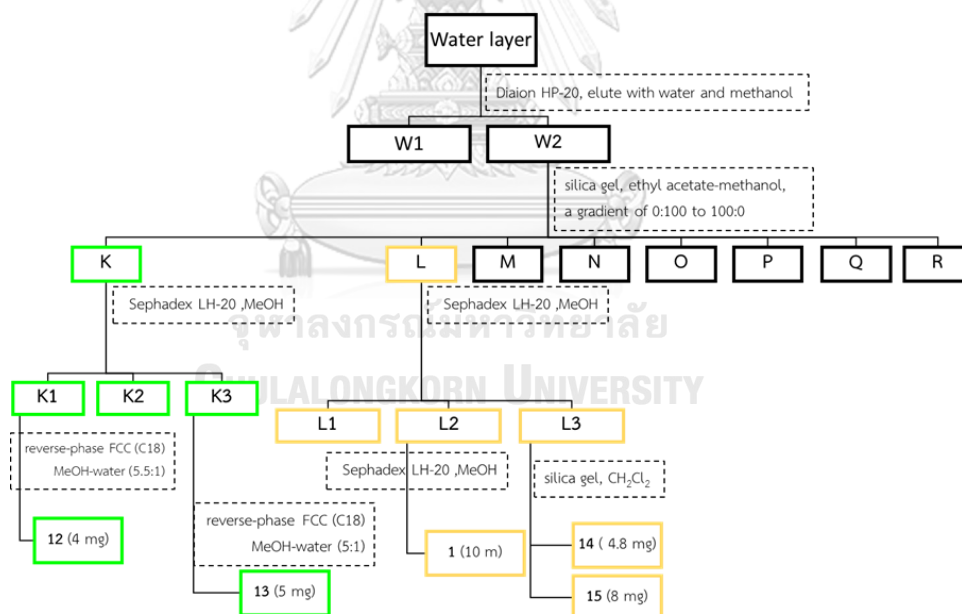 Water layer
Diaion HP-20, elute with water and methanol
W1
W2
silica gel, ethyl acetate-methanol,
a gradient of 0:100 to 100:0
K
L
M
N
O
P
Q
R
Sephadex LH-20 ,MeOH
Sephadex LH-20 ,MeOH
จุฬาลงกรณ์มหาวิทยาลัย
CHULALONGKORN UNIVERSITY
K1
K2
K3
L1
L2
L3
reverse-phase FCC (C18)
MeOH-water (5.5:1)
Sephadex LH-20 ,MeOH
silica gel, CH₂Cl₂
reverse-phase FCC (C18)
MeOH-water (5:1)
12 (4 mg)
1 (10 m)
14 ( 4.8 mg)
13 (5 mg)
15 (8 mg)